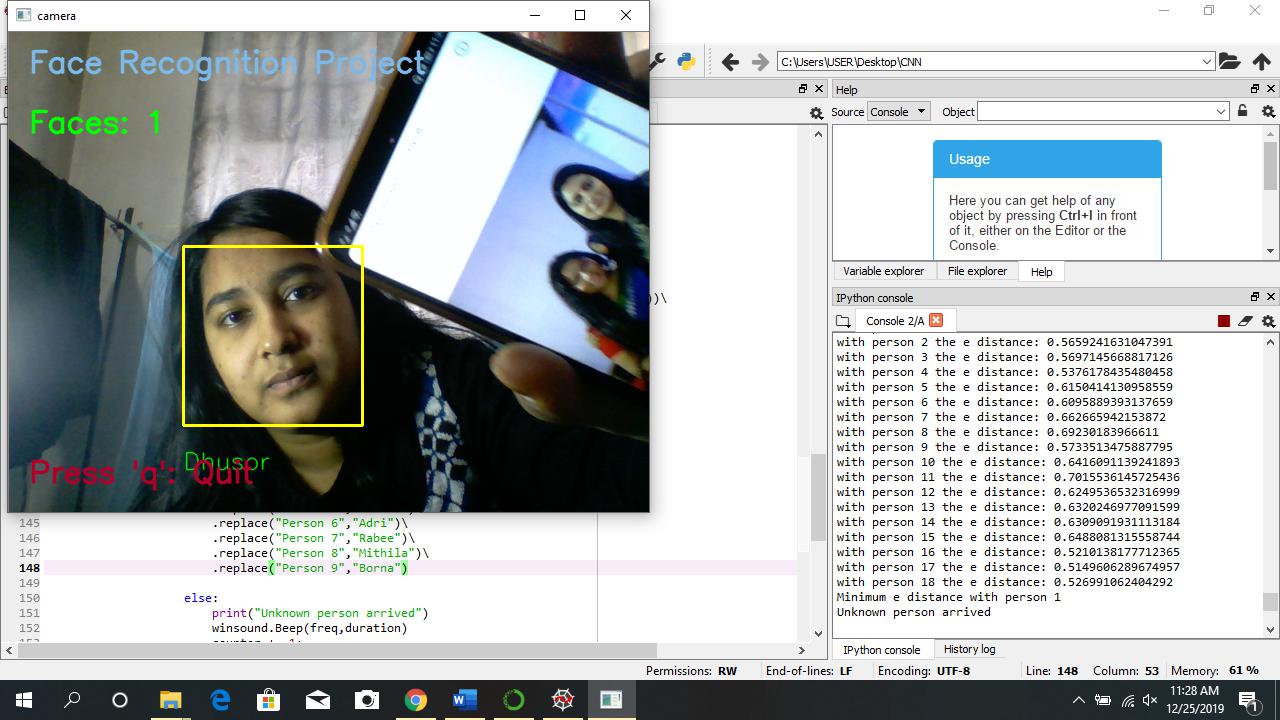 camera
Face Recognition Project
Faces: 1
Dhusor
Press 'q': Quit
C:\Users\USER\Desktop\CNN
Help
Source Console Object
Usage
Here you can get help of any
object by pressing Ctrl+I in front
of it, either on the Editor or the
Console.
Variable explorer File explorer Help
))\
145 .replace("Person 6","Adri")\
146 .replace("Person 7","Rabee")\
147 .replace("Person 8","Mithila")\
148 .replace("Person 9","Borna")
149
150 else:
151 print("Unknown person arrived")
152 winsound.Beep(freq,duration)
IPython console
Console 2/A
with person 2 the e distance: 0.5659241631047391
with person 3 the e distance: 0.5697145668817126
with person 4 the e distance: 0.5376178435480458
with person 5 the e distance: 0.6150414130958559
with person 6 the e distance: 0.6095889393137659
with person 7 the e distance: 0.662665942153872
with person 8 the e distance: 0.69230183966611
with person 9 the e distance: 0.5733513475887795
with person 10 the e distance: 0.6416091139241893
with person 11 the e distance: 0.7015536145725436
with person 12 the e distance: 0.6249536532316999
with person 13 the e distance: 0.6320246977091599
with person 14 the e distance: 0.6389091931113184
with person 15 the e distance: 0.6488081315558744
with person 16 the e distance: 0.5210138177712365
with person 17 the e distance: 0.5149606289674957
with person 18 the e distance: 0.526991062404292
Minimum e distance with person 1
Unknown person arrived
IPython console History log
Permissions: RW End-of-lines: LF Encoding: UTF-8 Line: 148 Column: 53 Memory: 61 %
11:28 AM
12/25/2019
1